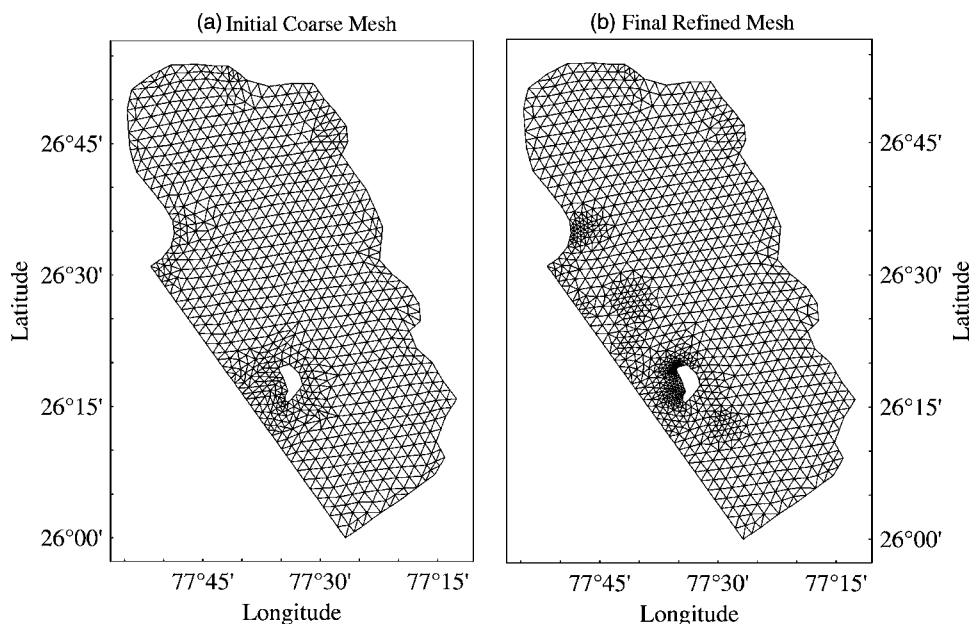 (a) Initial Coarse Mesh
(b) Final Refined Mesh
26°45'
26°30'
26°15'
26°00'
Latitude
77°45' 77°30' 77°15'
Longitude
26°45'
26°30'
26°15'
26°00'
Latitude
77°45' 77°30' 77°15'
Longitude